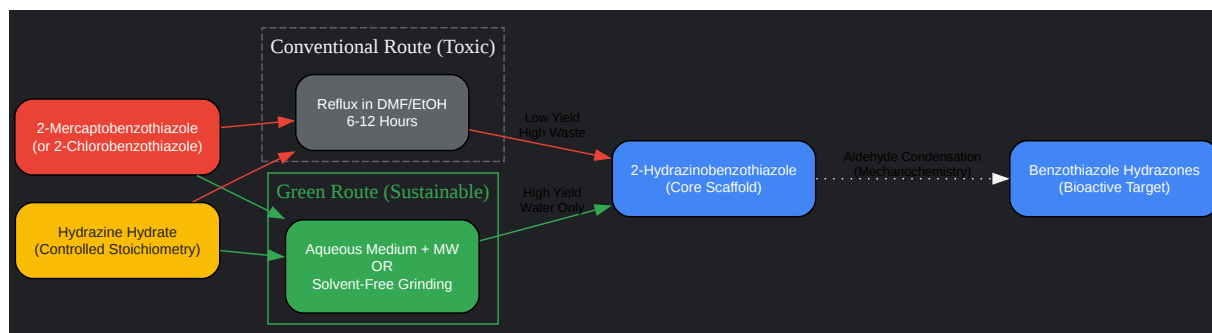 Conventional Route (Toxic)
Reflux in DMF/EtOH
6-12 Hours
2-Mercaptobenzothiazole
(or 2-Chlorobenzothiazole)
Low Yield
High Waste
2-Hydrazinobenzothiazole
(Core Scaffold)
Aldehyde Condensation
(Mechanochemistry)
Benzothiazole Hydrazones
(Bioactive Target)
Green Route (Sustainable)
High Yield
Water Only
Hydrazine Hydrate
(Controlled Stoichiometry)
Aqueous Medium + MW
OR
Solvent-Free Grinding